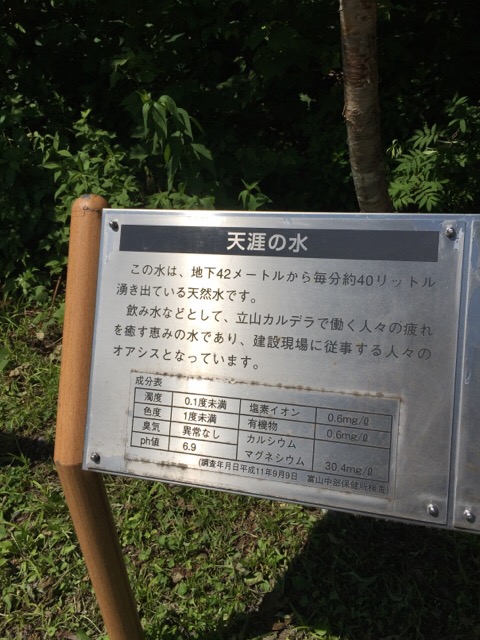 天涯の水
この水は、地下42メートルから毎分約40リットル
湧き出ている天然水です。
飲み水などとして、立山カルデラで働く人々の疲れ
を癒す恵みの水であり、建設現場に従事する人々の
オアシスとなっています。
成分表
濁度 0.1度未満 塩素イオン 0.6mg/ℓ
色度 1度未満 有機物 0.6mg/ℓ
臭気 異常なし カルシウム
ph値 6.9 マグネシウム 30.4mg/ℓ
(調査年月日平成11年9月9日 富山中部保健所検査)